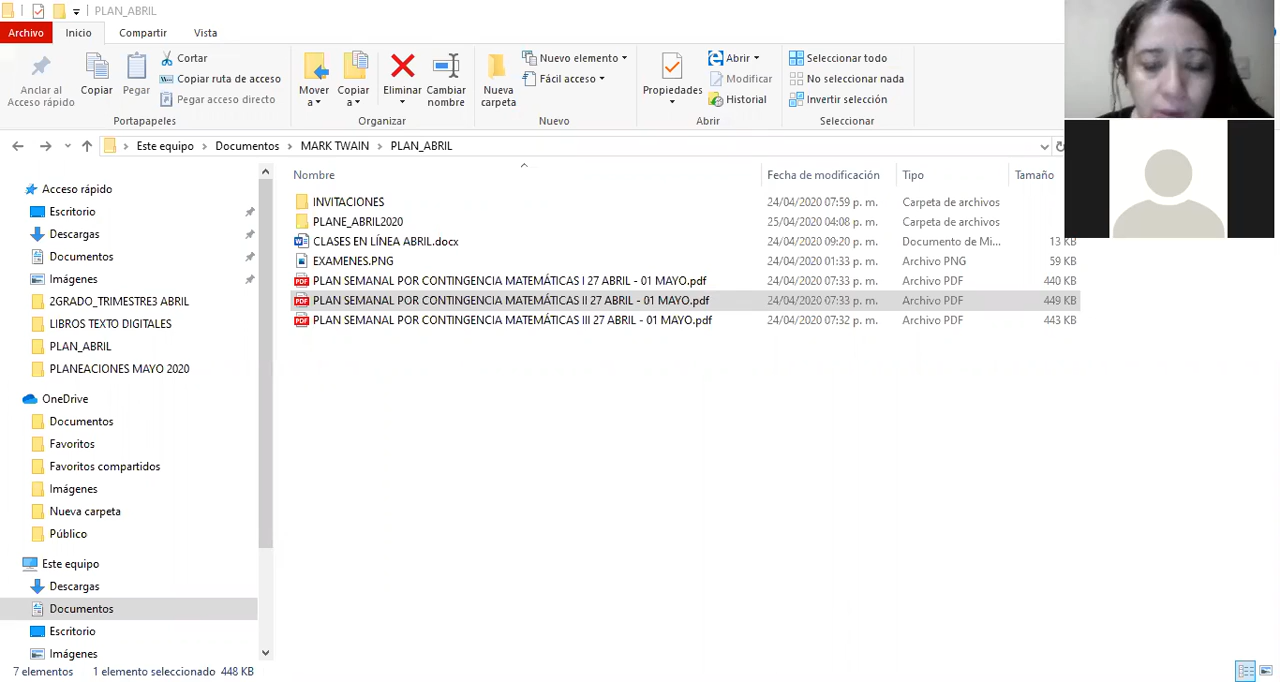 PLAN_ABRIL
Archivo Inicio Compartir Vista
Anclar al Acceso rápido
Copiar
Pegar
Cortar
Copiar ruta de acceso
Pegar acceso directo
Portapapeles
Mover a
Copiar a
Eliminar
Cambiar nombre
Organizar
Nueva carpeta
Nuevo elemento
Fácil acceso
Nuevo
Propiedades
Abrir
Modificar
Historial
Abrir
Seleccionar todo
No seleccionar nada
Invertir selección
Seleccionar
Este equipo > Documentos > MARK TWAIN > PLAN_ABRIL
Acceso rápido
Escritorio
Descargas
Documentos
Imágenes
2GRADO_TRIMESTRE3 ABRIL
LIBROS TEXTO DIGITALES
PLAN_ABRIL
PLANEACIONES MAYO 2020
OneDrive
Documentos
Favoritos
Favoritos compartidos
Imágenes
Nueva carpeta
Público
Este equipo
Descargas
Documentos
Escritorio
Imágenes
Nombre Fecha de modificación Tipo Tamaño
INVITACIONES 24/04/2020 07:59 p. m. Carpeta de archivos
PLANE_ABRIL2020 25/04/2020 04:08 p. m. Carpeta de archivos
CLASES EN LÍNEA ABRIL.docx 24/04/2020 09:20 p. m. Documento de Mi... 13 KB
EXAMENES.PNG 24/04/2020 01:33 p. m. Archivo PNG 59 KB
PLAN SEMANAL POR CONTINGENCIA MATEMÁTICAS I 27 ABRIL - 01 MAYO.pdf 24/04/2020 07:33 p. m. Archivo PDF 440 KB
PLAN SEMANAL POR CONTINGENCIA MATEMÁTICAS II 27 ABRIL - 01 MAYO.pdf 24/04/2020 07:33 p. m. Archivo PDF 449 KB
PLAN SEMANAL POR CONTINGENCIA MATEMÁTICAS III 27 ABRIL - 01 MAYO.pdf 24/04/2020 07:32 p. m. Archivo PDF 443 KB
7 elementos 1 elemento seleccionado 448 KB